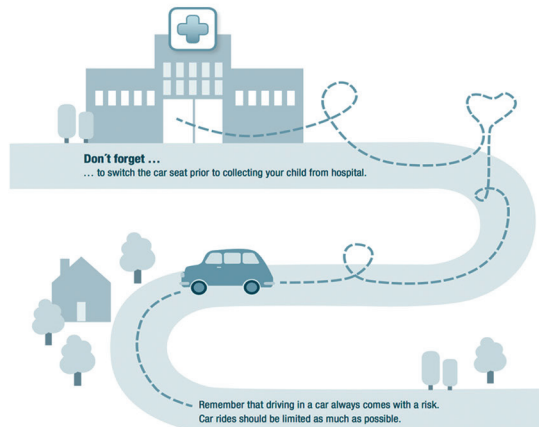 Don´t forget ...
... to switch the car seat prior to collecting your child from hospital.
Remember that driving in a car always comes with a risk.
Car rides should be limited as much as possible.